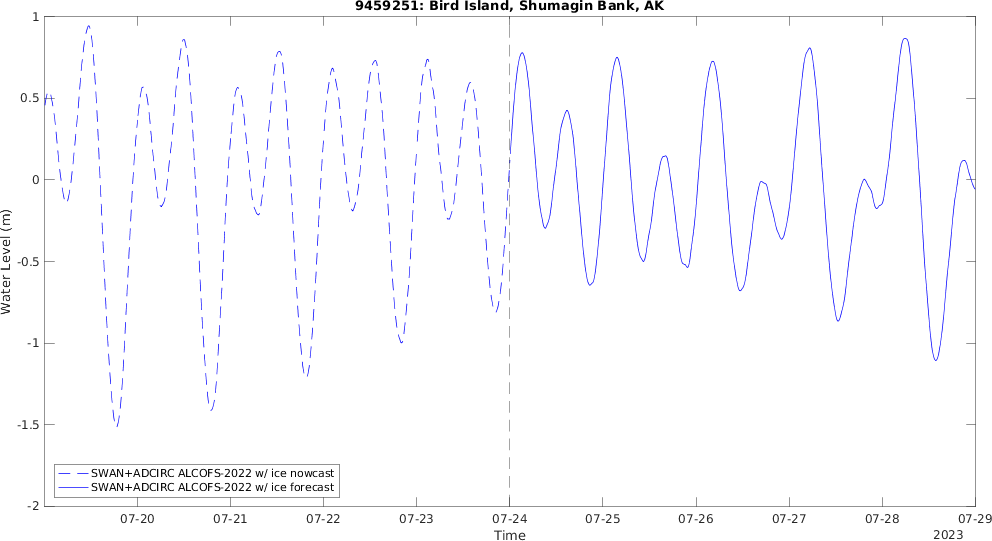 9459251: Bird Island, Shumagin Bank, AK
Water Level (m)
1
0.5
0
-0.5
-1
-1.5
-2
SWAN+ADCIRC ALCOFS-2022 w/ ice nowcast
SWAN+ADCIRC ALCOFS-2022 w/ ice forecast
07-20 07-21 07-22 07-23 07-24 07-25 07-26 07-27 07-28 07-29
Time
2023